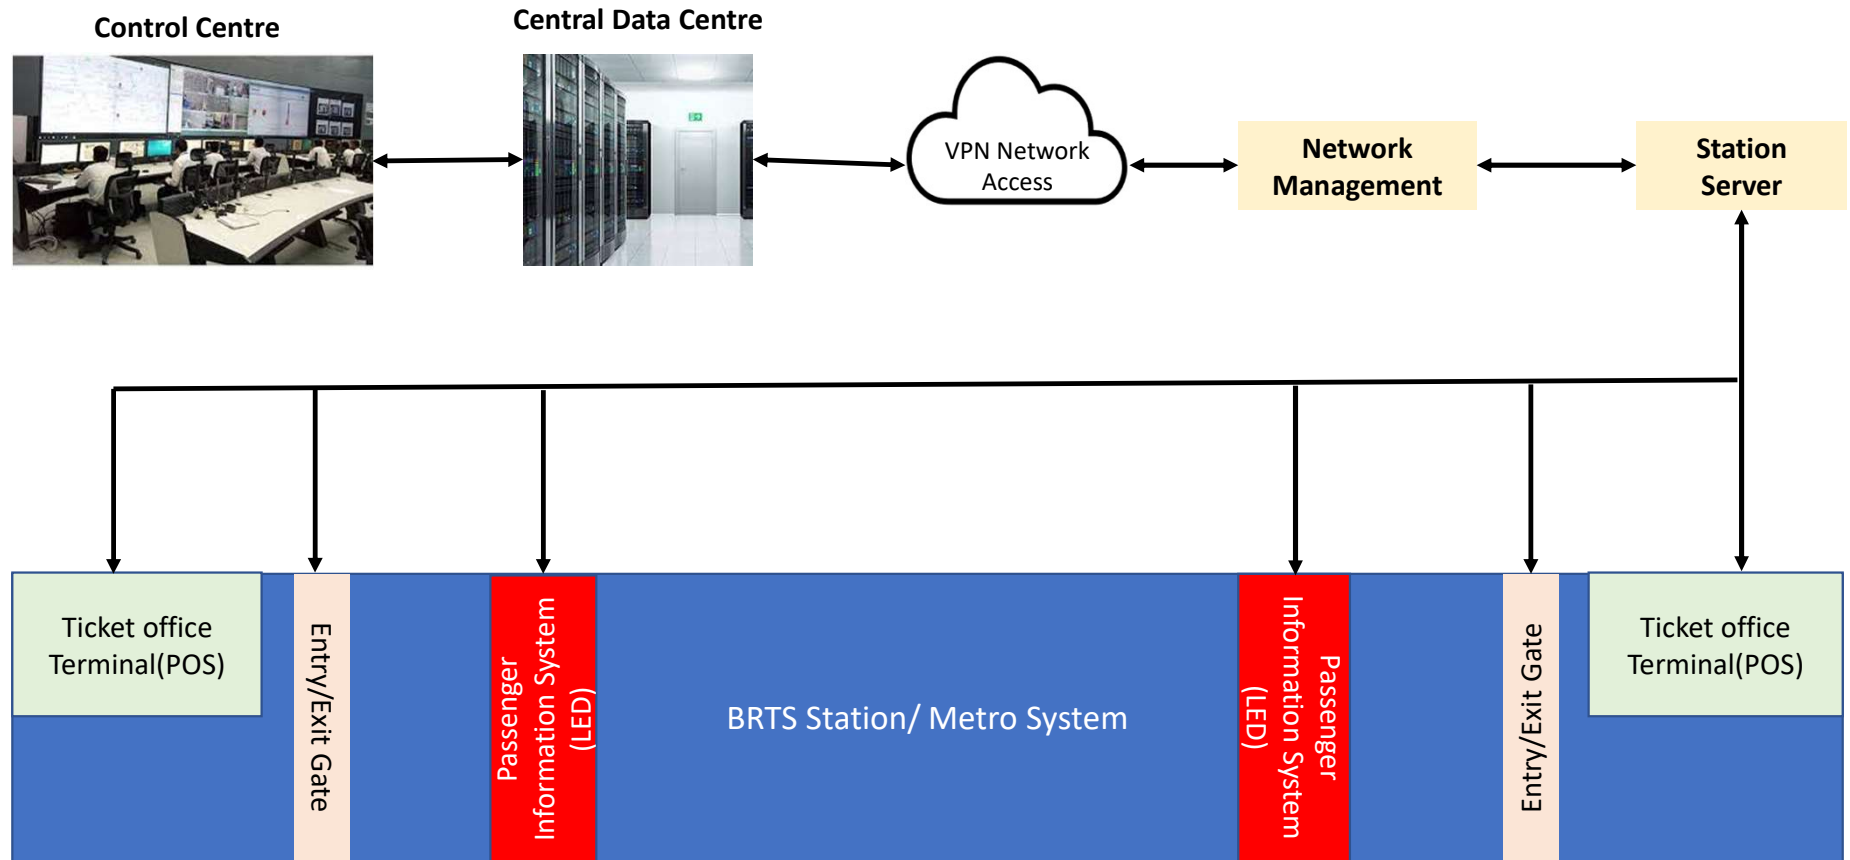 Control Centre
Central Data Centre
VPN Network
Access
Network
Management
Station
Server
Ticket office
Terminal(POS)
Entry/Exit Gate
Passenger
Information System
(LED)
BRTS Station/ Metro System
Passenger
Information System
(LED)
Entry/Exit Gate
Ticket office
Terminal(POS)